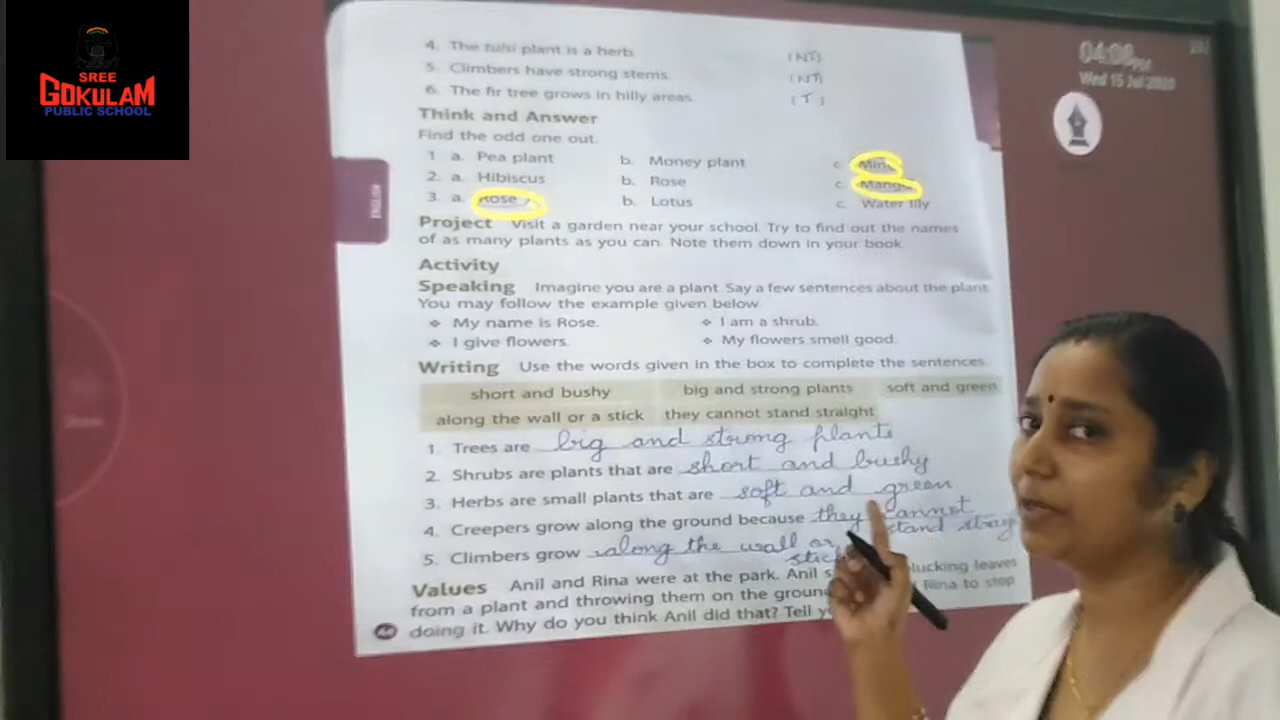 SREE
GOKULAM
PUBLIC SCHOOL
Wed 15 Jul 2020
4. The tulsi plant is a herb. (NT)
5. Climbers have strong stems. (NT)
6. The fir tree grows in hilly areas. (T)
Think and Answer
Find the odd one out.
1 a. Pea plant b. Money plant c. Mint
2. a. Hibiscus b. Rose c. Mango
3. a. Rose b. Lotus c. Water lily
ENGLISH
Project Visit a garden near your school. Try to find out the names
of as many plants as you can. Note them down in your book.
Activity
Speaking Imagine you are a plant. Say a few sentences about the plant.
You may follow the example given below.
❖ My name is Rose. ❖ I am a shrub.
❖ I give flowers. ❖ My flowers smell good.
Writing Use the words given in the box to complete the sentences.
short and bushy big and strong plants soft and green
along the wall or a stick they cannot stand straight
1. Trees are big and strong plants
2. Shrubs are plants that are short and bushy
3. Herbs are small plants that are soft and green
4. Creepers grow along the ground because they cannot
stand
5. Climbers grow along the wall or
stick
Values Anil and Rina were at the park. Anil plucking leaves
from a plant and throwing them on the ground Rina to stop
doing it. Why do you think Anil did that? Tell
44